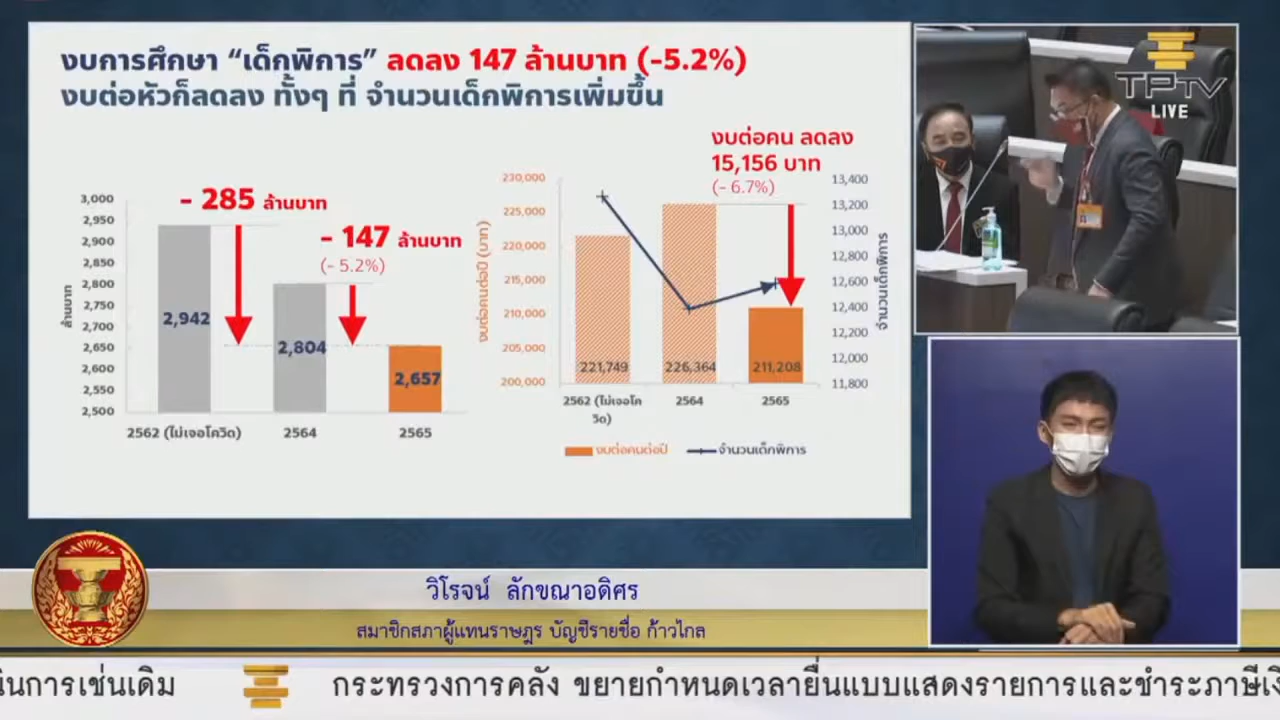 งบการศึกษา “เด็กพิการ” ลดลง 147 ล้านบาท (-5.2%)
งบต่อหัวก็ลดลง ทั้งๆ ที่ จำนวนเด็กพิการเพิ่มขึ้น
- 285 ล้านบาท
- 147 ล้านบาท
(- 5.2%)
ล้านบาท
3,000
2,950
2,900
2,850
2,800
2,750
2,700
2,650
2,600
2,550
2,500
2,942
2,804
2,657
2562 (ไม่เจอโควิด)
2564
2565
งบต่อคน ลดลง
15,156 บาท
(- 6.7%)
งบต่อคนต่อปี (บาท)
230,000
225,000
220,000
215,000
210,000
205,000
200,000
221,749
226,364
211,208
13,400
13,200
13,000
12,800
12,600
12,400
12,200
12,000
11,800
จำนวนเด็กพิการ
2562 (ไม่เจอโค
วิด)
2564
2565
งบต่อคนต่อปี
จำนวนเด็กพิการ
TPTV
LIVE
วิโรจน์ ลักขณาอดิศร
สมาชิกสภาผู้แทนราษฎร บัญชีรายชื่อ ก้าวไกล
นินการเช่นเดิม
กระทรวงการคลัง ขยายกำหนดเวลายื่นแบบแสดงรายการและชำระภาษีเงิ